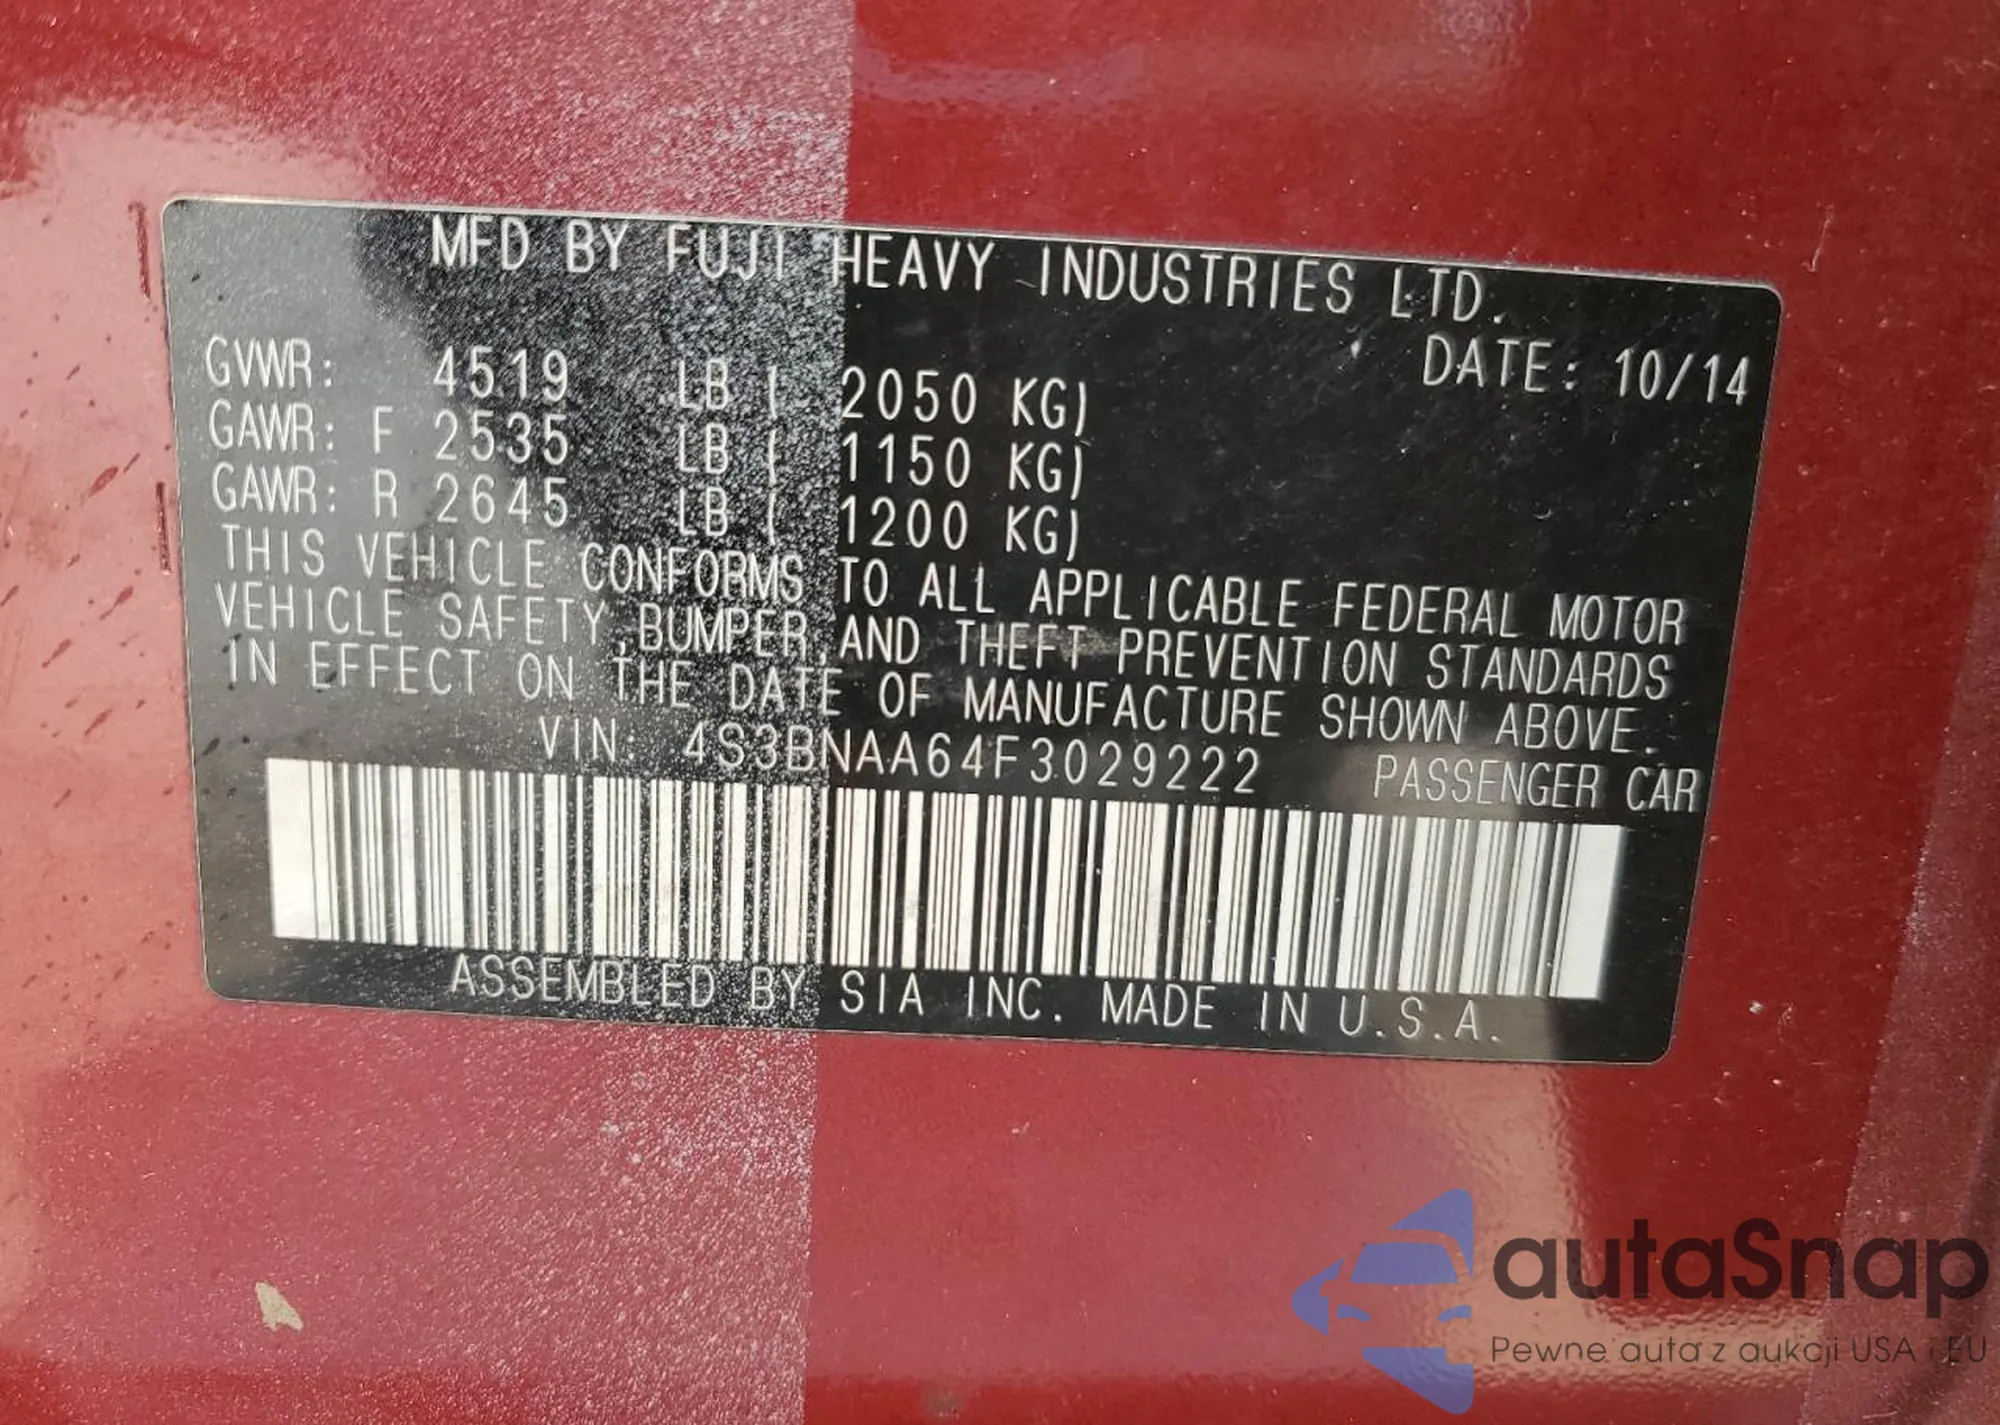 MFD BY FUJI HEAVY INDUSTRIES LTD.
DATE: 10/14
GVWR: 4519 LB ( 2050 KG)
GAWR: F 2535 LB ( 1150 KG)
GAWR: R 2645 LB ( 1200 KG)
THIS VEHICLE CONFORMS TO ALL APPLICABLE FEDERAL MOTOR
VEHICLE SAFETY,BUMPER,AND THEFT PREVENTION STANDARDS
IN EFFECT ON THE DATE OF MANUFACTURE SHOWN ABOVE.
VIN: 4S3BNAA64F3029222 PASSENGER CAR
ASSEMBLED BY SIA INC. MADE IN U.S.A.
autaSnap
Pewne auta z aukcji USA i EU